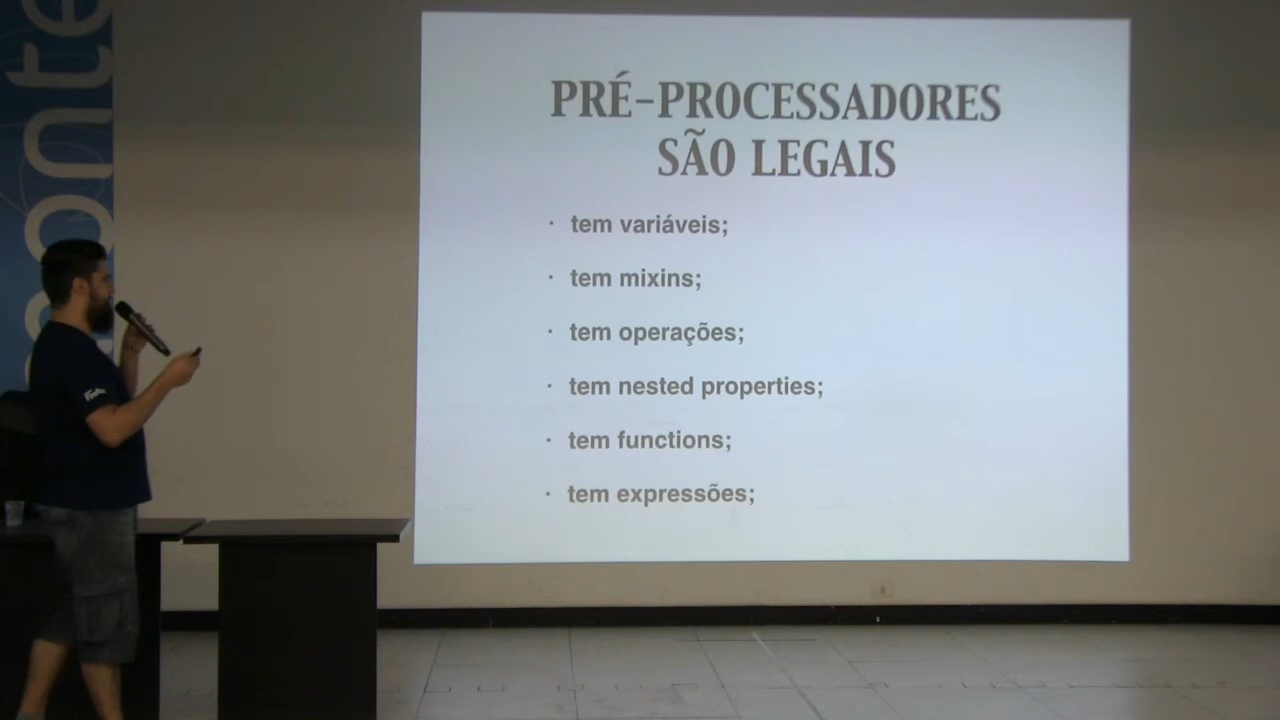 PRÉ-PROCESSADORES
SÃO LEGAIS
· tem variáveis;
· tem mixins;
· tem operações;
· tem nested properties;
· tem functions;
· tem expressões;